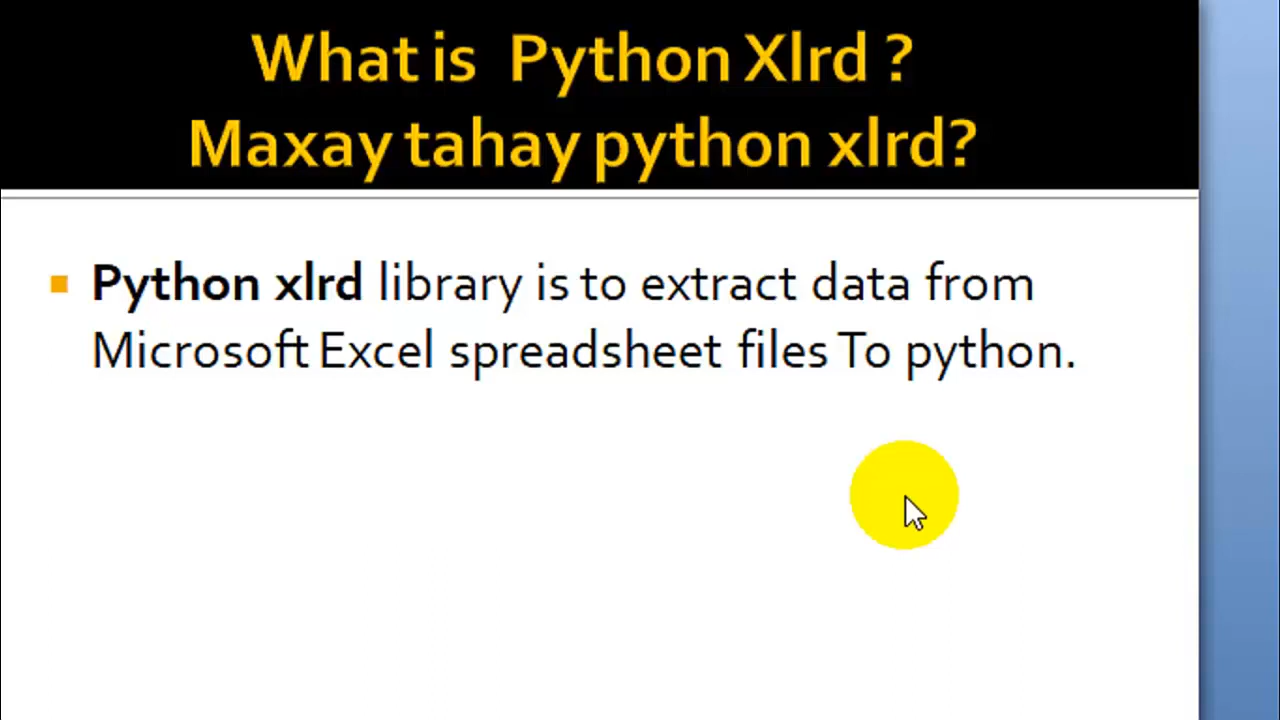 What is Python Xlrd ?
Maxay tahay python xlrd?
Python xlrd library is to extract data from
Microsoft Excel spreadsheet files To python.